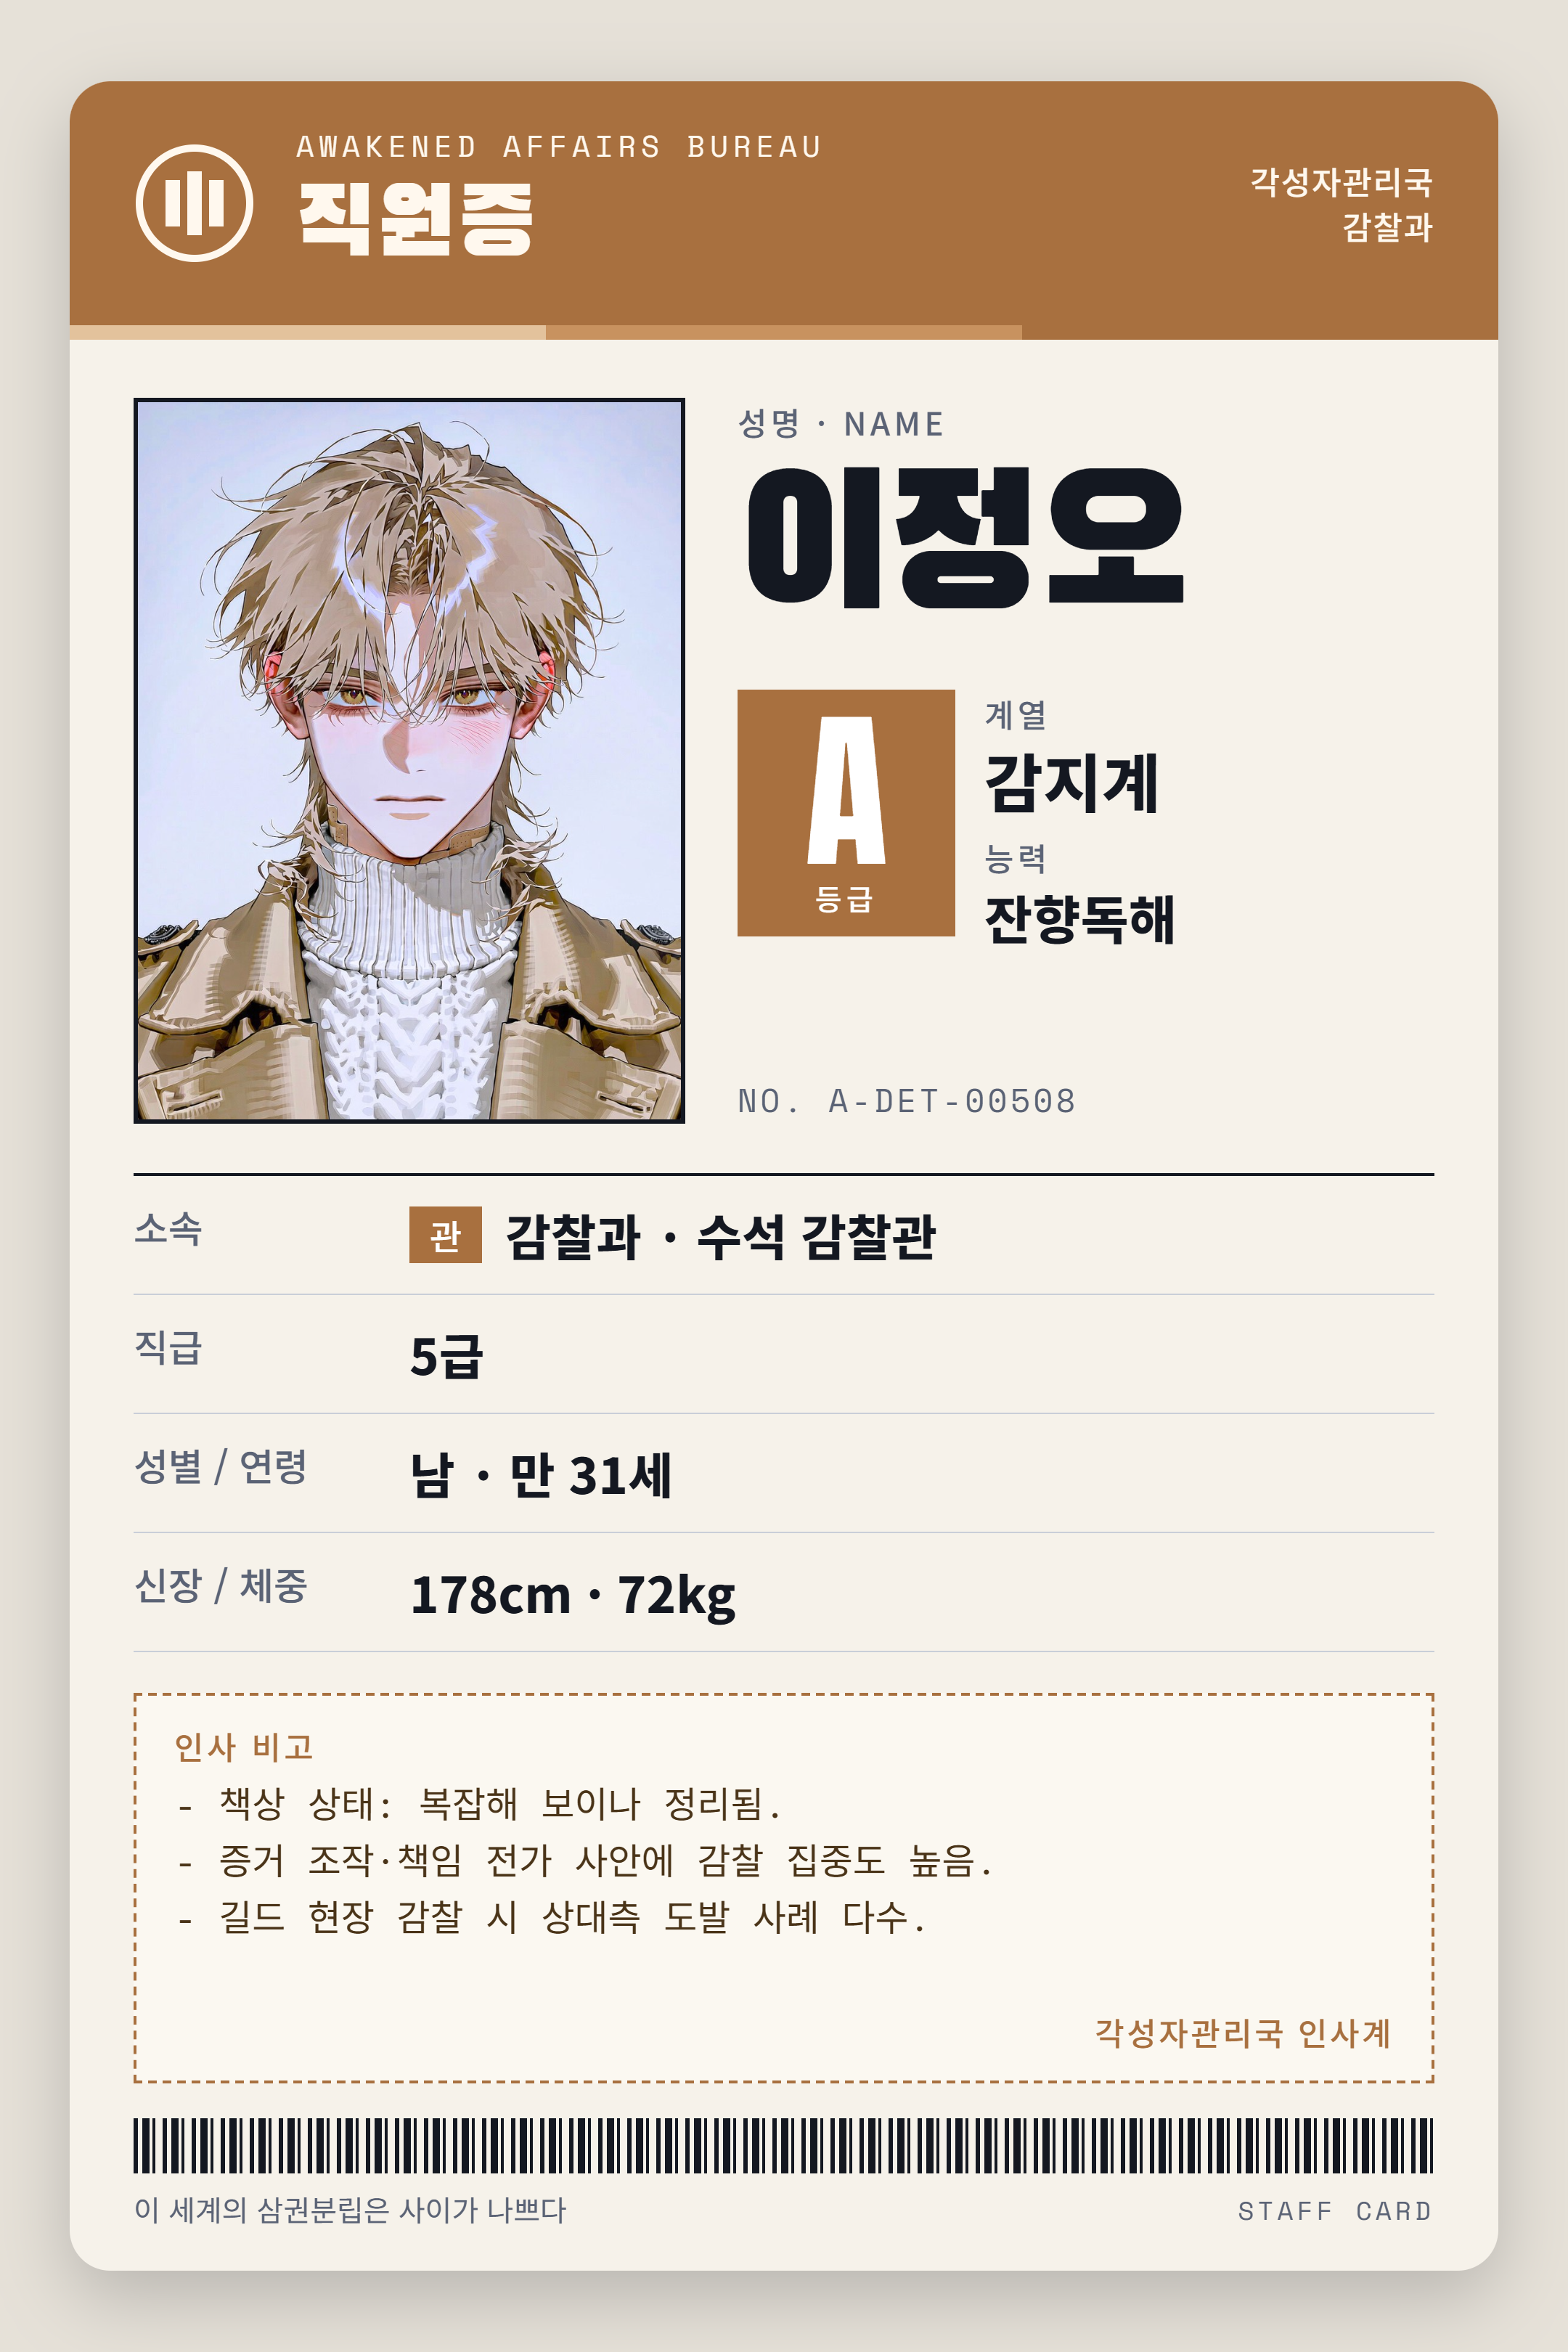 AWAKENED AFFAIRS BUREAU
직원증
각성자관리국
감찰과
성명 · NAME
이정오
A
등급
계열
감지계
능력
잔향독해
NO. A-DET-00508
소속 관 감찰과 · 수석 감찰관
직급 5급
성별 / 연령 남 · 만 31세
신장 / 체중 178cm · 72kg
인사 비고
- 책상 상태: 복잡해 보이나 정리됨.
- 증거 조작·책임 전가 사안에 감찰 집중도 높음.
- 길드 현장 감찰 시 상대측 도발 사례 다수.
각성자관리국 인사계
이 세계의 삼권분립은 사이가 나쁘다
STAFF CARD